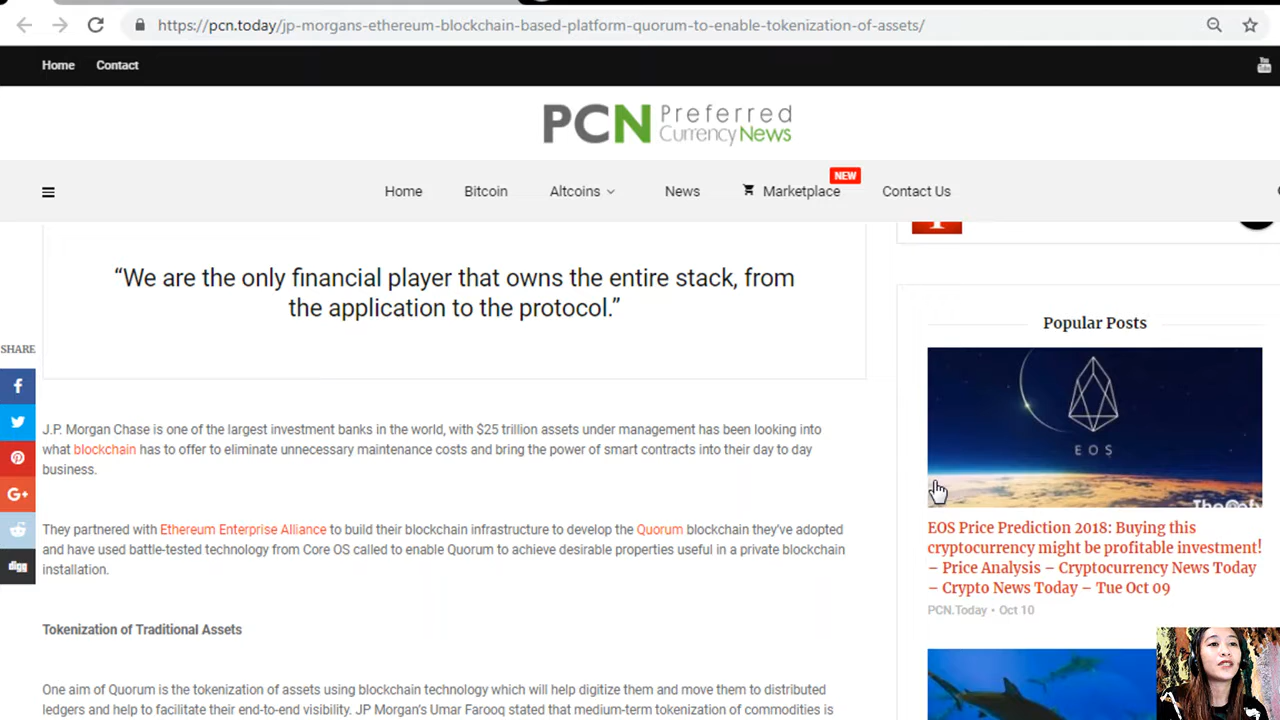 https://pcn.today/jp-morgans-ethereum-blockchain-based-platform-quorum-to-enable-tokenization-of-assets/
Home Contact
You Tube
PCN Preferred
Currency News
NEW
Home Bitcoin Altcoins News Marketplace Contact Us
“We are the only financial player that owns the entire stack, from
the application to the protocol.”
SHARE
J.P. Morgan Chase is one of the largest investment banks in the world, with $25 trillion assets under management has been looking into
what blockchain has to offer to eliminate unnecessary maintenance costs and bring the power of smart contracts into their day to day
business.
They partnered with Ethereum Enterprise Alliance to build their blockchain infrastructure to develop the Quorum blockchain they've adopted
and have used battle-tested technology from Core OS called to enable Quorum to achieve desirable properties useful in a private blockchain
installation.
digg
Tokenization of Traditional Assets
One aim of Quorum is the tokenization of assets using blockchain technology which will help digitize them and move them to distributed
ledgers and help to facilitate their end-to-end visibility. JP Morgan's Umar Farooq stated that medium-term tokenization of commodities is
Popular Posts
EOS
EOS Price Prediction 2018: Buying this
cryptocurrency might be profitable investment!
– Price Analysis – Cryptocurrency News Today
– Crypto News Today – Tue Oct 09
PCN.Today • Oct 10